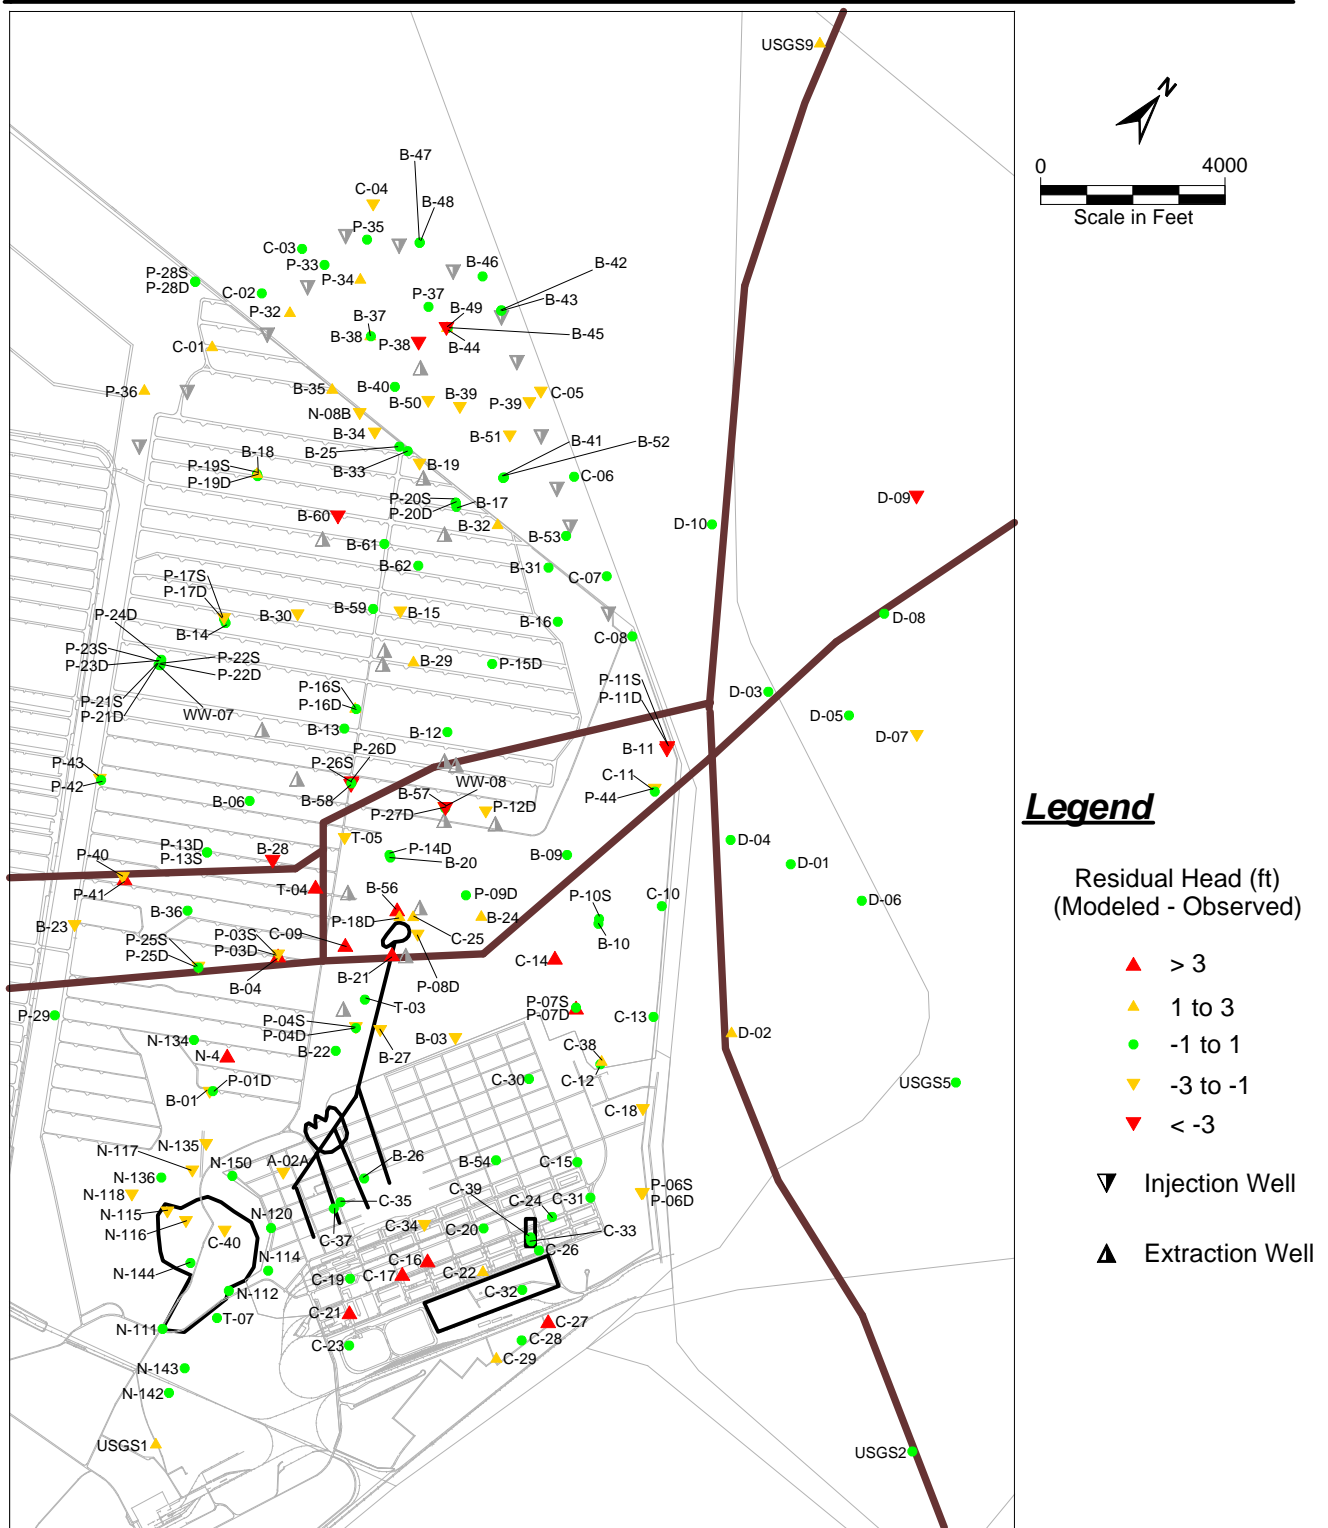 USGS9
N
0 4000
Scale in Feet
B-47
C-04
B-48
P-35
C-03
P-33
P-34
B-46
B-42
P-28S
P-28D
C-02
P-32
P-37
B-43
B-37
B-49
B-38
P-38
B-45
B-44
C-01
P-36
B-35
B-40
B-50
B-39
P-39
C-05
N-08B
B-34
B-51
B-41
B-52
B-25
B-33
B-18
B-19
P-19S
P-19D
C-06
P-20S
P-20D
B-17
D-09
B-60
B-32
D-10
B-53
B-61
B-62
B-31
C-07
P-17S
P-17D
P-24D
B-30
B-59
B-15
D-08
B-14
B-16
C-08
P-23S
P-23D
P-22S
P-22D
B-29
P-15D
P-11S
P-11D
D-03
P-21S
P-21D
WW-07
P-16S
P-16D
D-05
D-07
B-13
B-12
B-11
P-26D
P-26S
P-43
P-42
WW-08
C-11
P-44
B-58
B-57
P-27D
P-12D
B-06
T-05
D-04
P-13D
P-13S
B-28
P-14D
B-20
B-09
D-01
P-40
P-41
T-04
B-56
P-09D
P-10S
C-10
D-06
B-36
P-18D
B-24
B-23
P-03S
P-03D
C-09
C-25
B-10
P-25S
P-25D
B-04
B-21
P-08D
C-14
P-29
T-03
P-07S
P-07D
C-13
P-04S
P-04D
N-134
N-4
B-22
B-27
B-03
C-38
D-02
C-12
P-01D
B-01
C-30
USGS5
C-18
N-117
N-135
N-136
N-150
A-02A
B-26
B-54
C-15
N-118
C-39
C-24
C-31
P-06S
P-06D
N-115
N-116
N-120
C-35
C-34
C-20
C-33
C-40
C-37
C-26
N-144
N-114
C-16
C-17
C-22
C-19
C-32
N-112
N-111
T-07
C-21
C-27
C-23
C-28
C-29
N-143
N-142
USGS1
USGS2
Legend
Residual Head (ft)
(Modeled - Observed)
> 3
1 to 3
-1 to 1
-3 to -1
< -3
Injection Well
Extraction Well